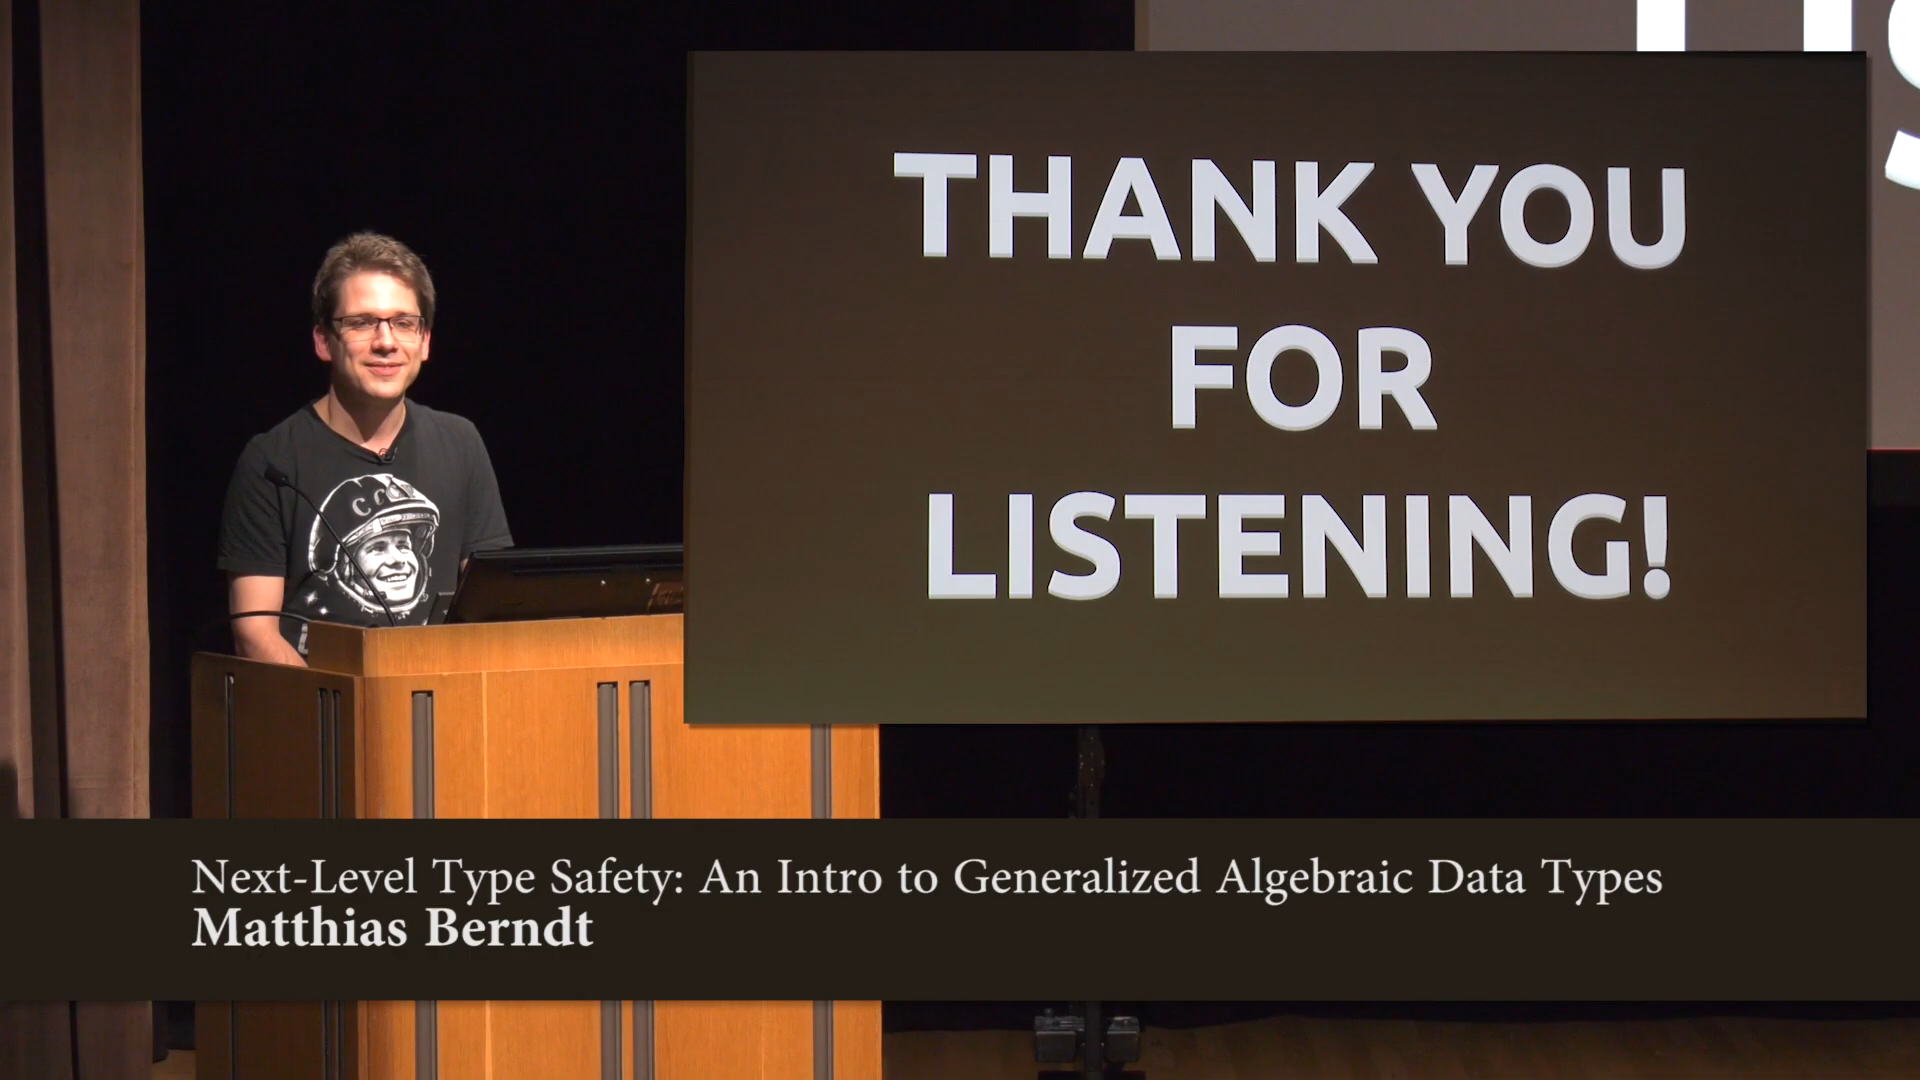 THANK YOU
FOR
LISTENING!
Next-Level Type Safety: An Intro to Generalized Algebraic Data Types
Matthias Berndt